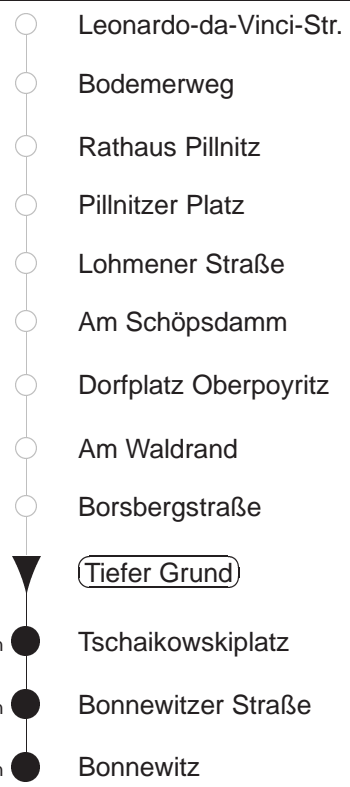 Leonardo-da-Vinci-Str.
Bodemerweg
Rathaus Pillnitz
Pillnitzer Platz
Lohmener Straße
Am Schöpsdamm
Dorfplatz Oberpoyritz
Am Waldrand
Borsbergstraße
Tiefer Grund
Tschaikowskiplatz
Bonnewitzer Straße
Bonnewitz